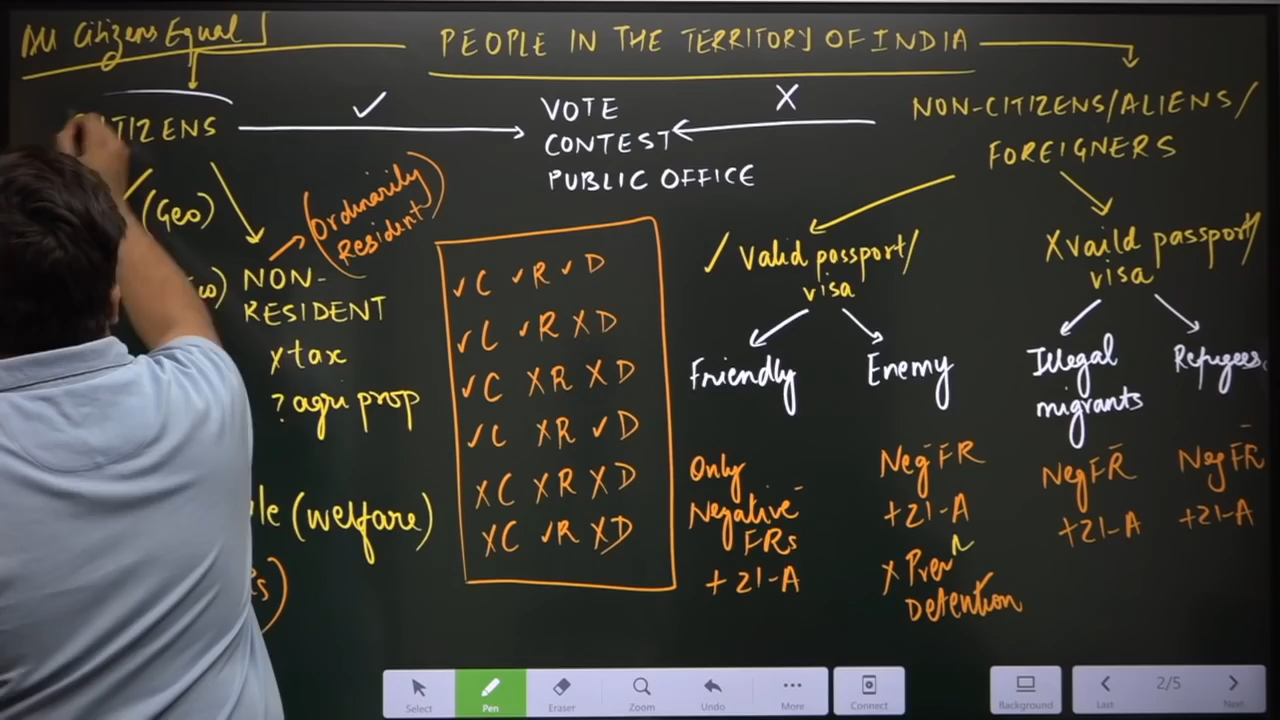 All Citizens Equal
PEOPLE IN THE TERRITORY OF INDIA
CITIZENS
✓
VOTE
CONTEST
PUBLIC OFFICE
X
NON-CITIZENS/ALIENS/
FOREIGNERS
(Geo)
(Ordinarily
Resident)
NON-
RESIDENT
x tax
? agri prop
(welfare)
✓C ✓R ✓D
✓C ✓R XD
✓C XR XD
✓C XR ✓D
XC XR XD
XC ✓R XD
✓ Valid passport/
visa
X vaild passport/
visa
Friendly
Enemy
Illegal
migrants
Refugees
Only
Negative
FRs
+ 21-A
Neg FR
+21-A
X Prev
Detention
Neg FR
+21-A
Neg FR
+21-A
Select
Pen
Eraser
Zoom
Undo
More
Connect
Background
Last
2/5
Next